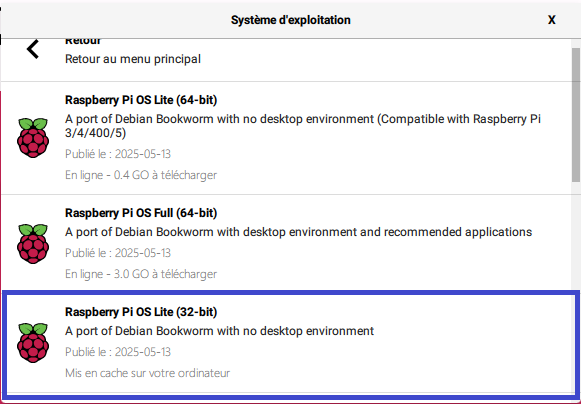 Système d'exploitation
X
Retour
Retour au menu principal
Raspberry Pi OS Lite (64-bit)
A port of Debian Bookworm with no desktop environment (Compatible with Raspberry Pi
3/4/400/5)
Publié le : 2025-05-13
En ligne - 0.4 GO à télécharger
Raspberry Pi OS Full (64-bit)
A port of Debian Bookworm with desktop environment and recommended applications
Publié le : 2025-05-13
En ligne - 3.0 GO à télécharger
Raspberry Pi OS Lite (32-bit)
A port of Debian Bookworm with no desktop environment
Publié le : 2025-05-13
Mis en cache sur votre ordinateur